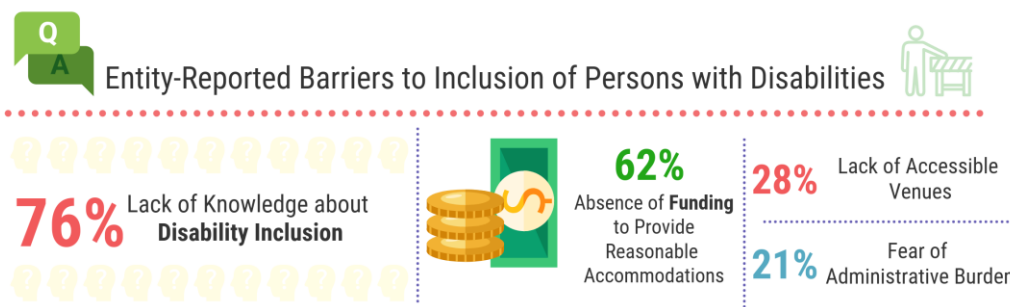 Q
A
Entity-Reported Barriers to Inclusion of Persons with Disabilities
76%
Lack of Knowledge about
Disability Inclusion
62%
Absence of Funding
to Provide
Reasonable
Accommodations
28%
Lack of Accessible
Venues
21%
Fear of
Administrative Burden